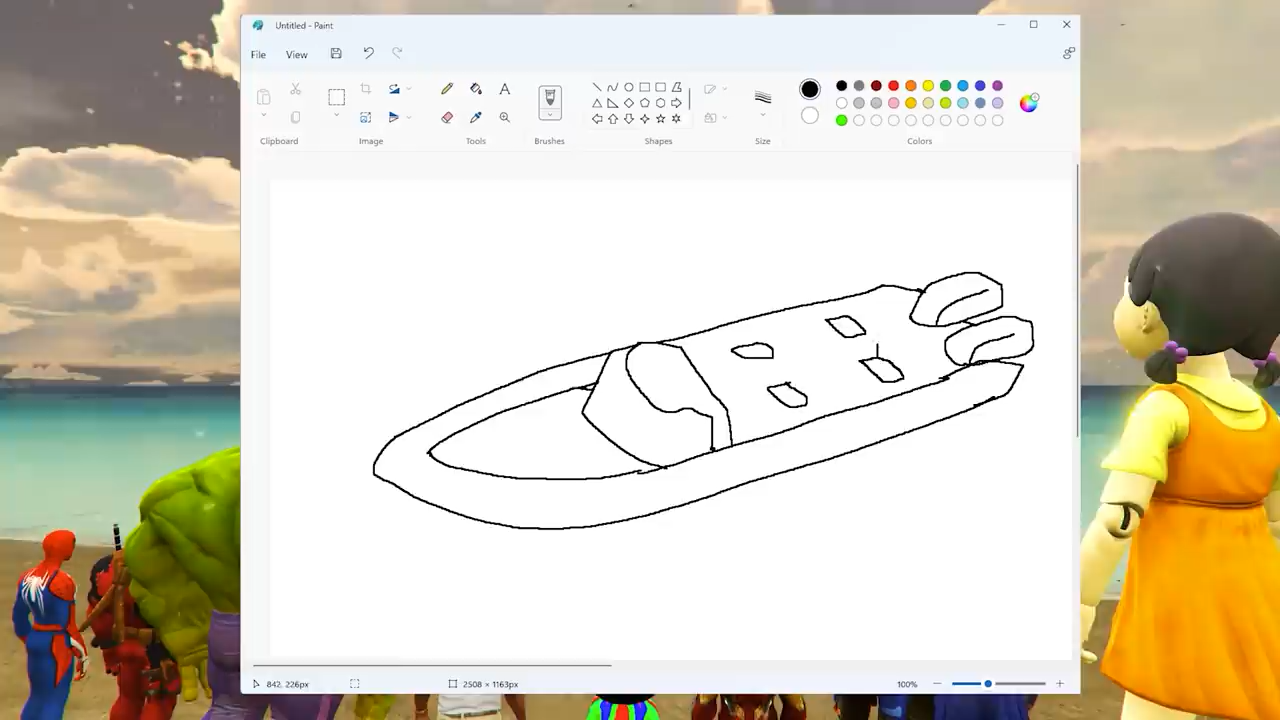 Untitled - Paint
File View
A
Clipboard Image Tools Brushes Shapes Size Colors
842, 226px 2508 × 1163px 100%